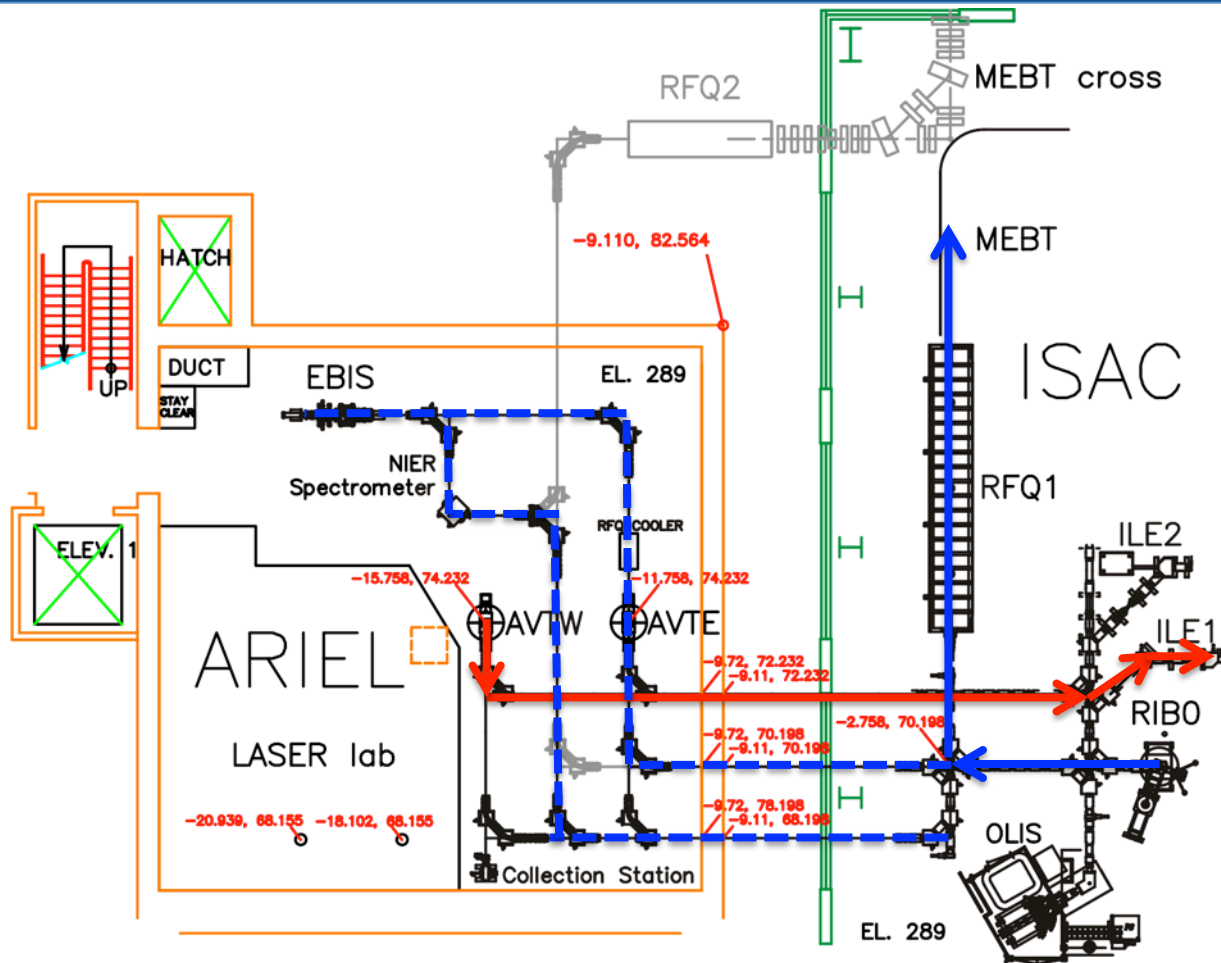 RFQ2
MEBT cross
-9.110, 82.564
MEBT
HATCH
UP
DUCT
STAY
CLEAR
EBIS
EL. 289
ISAC
NIER
Spectrometer
RFQ COOLER
RFQ1
ELEV. 1
ILE2
-15.758, 74.232
-11.758, 74.232
AVTW
AVTE
ILE1
ARIEL
-9.72, 72.232
-9.11, 72.232
RIB0
-9.72, 70.198
-9.11, 70.198
-2.758, 70.198
LASER lab
-9.72, 78.198
-9.11, 68.198
-20.939, 68.155
-18.102, 68.155
OLIS
Collection Station
EL. 289